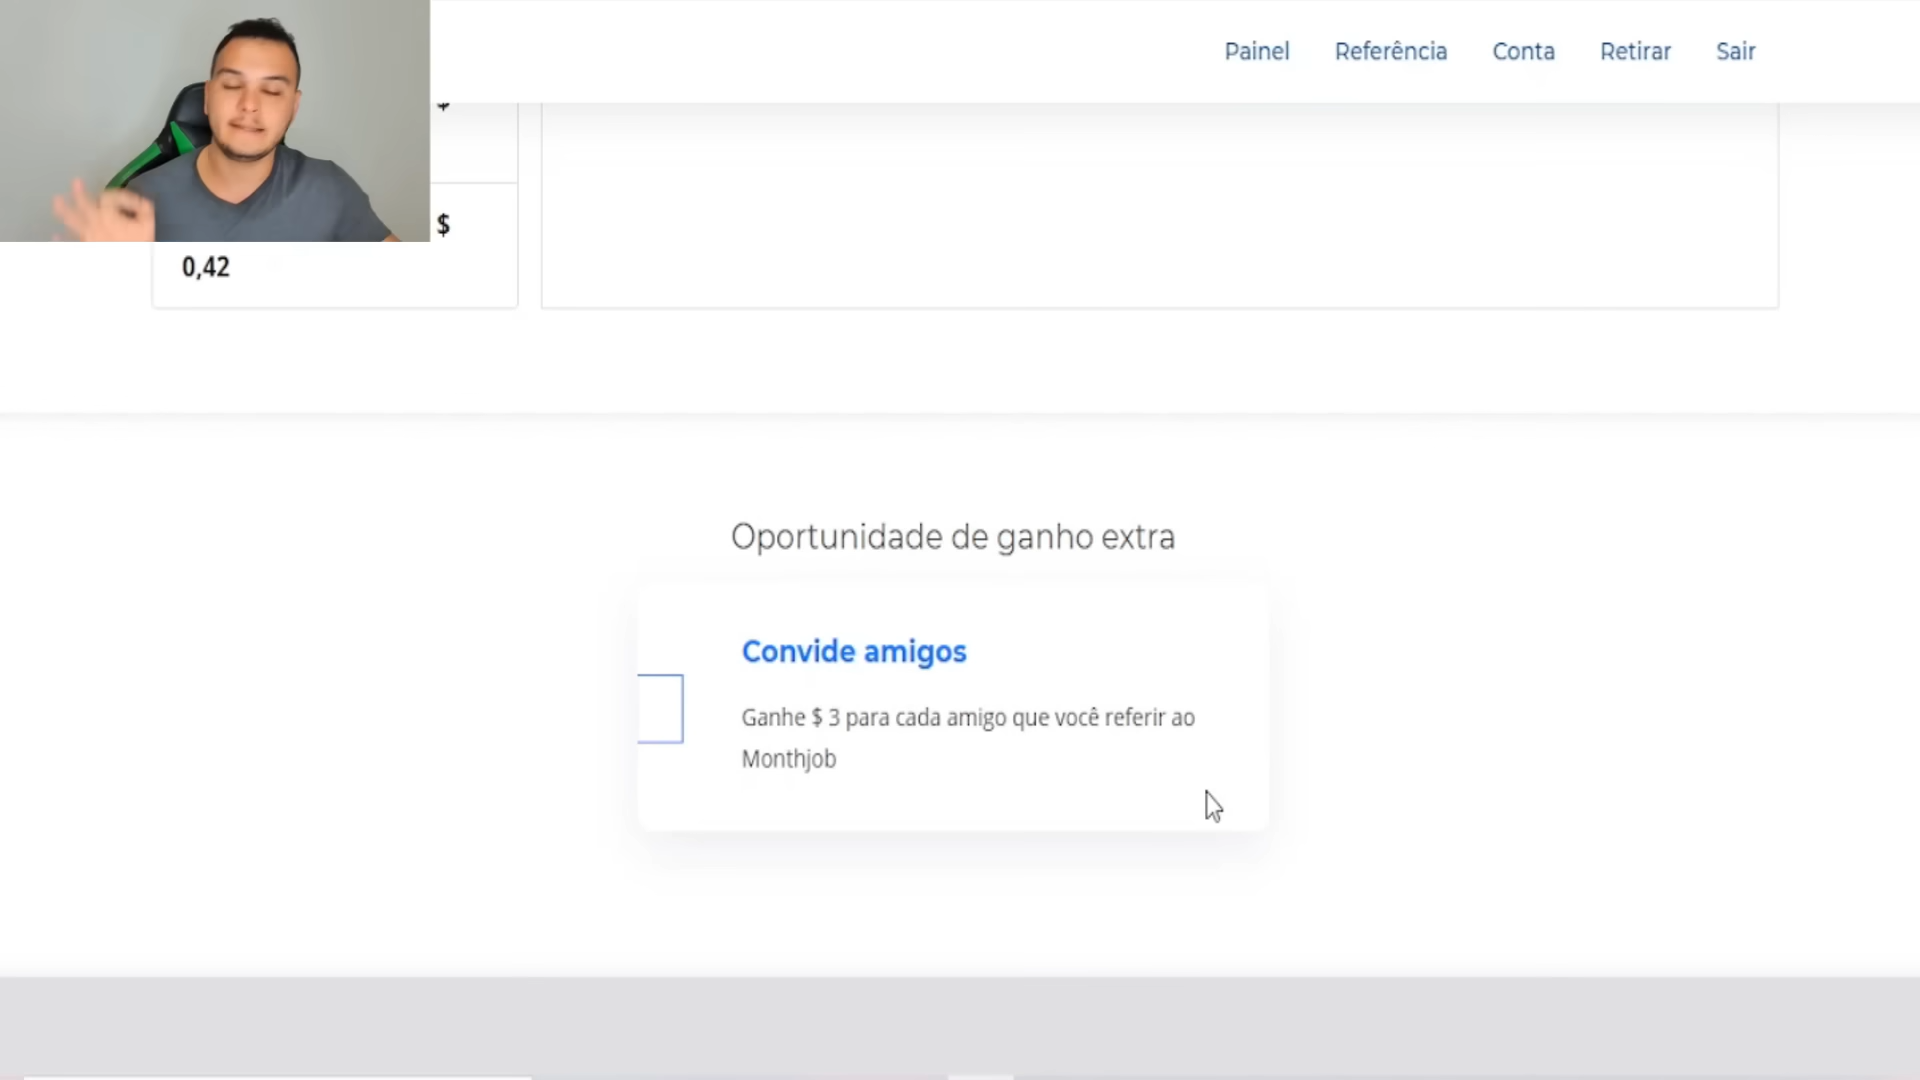 Painel Referência Conta Retirar Sair
$
$
0,42
Oportunidade de ganho extra
Convide amigos
Ganhe $ 3 para cada amigo que você referir ao
Monthjob